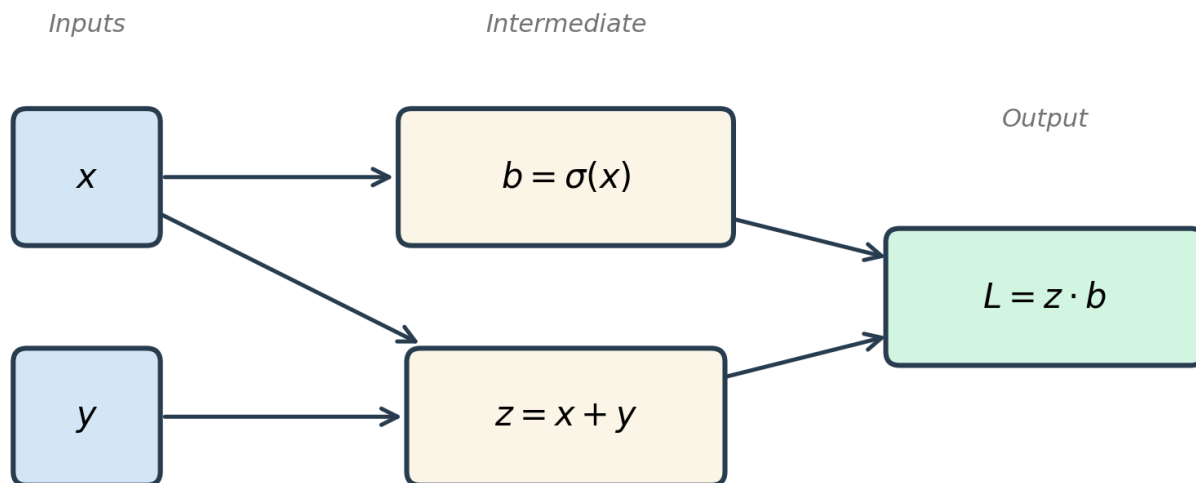 Inputs
Intermediate
Output
x
b = σ(x)
L = z · b
y
z = x + y